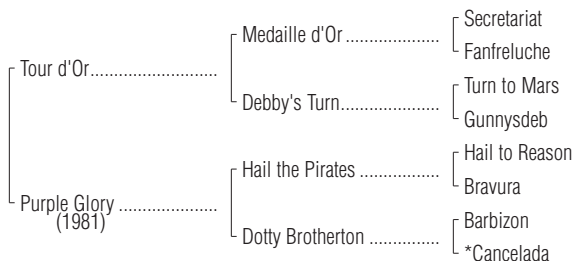 Secretariat
Medaille d'Or ......................
Fanfreluche
Tour d'Or.............................
Turn to Mars
Debby's Turn.......................
Gunnysdeb
Hail to Reason
Hail the Pirates ...................
Bravura
Purple Glory .......................
(1981)
Barbizon
Dotty Brotherton ................
*Cancelada